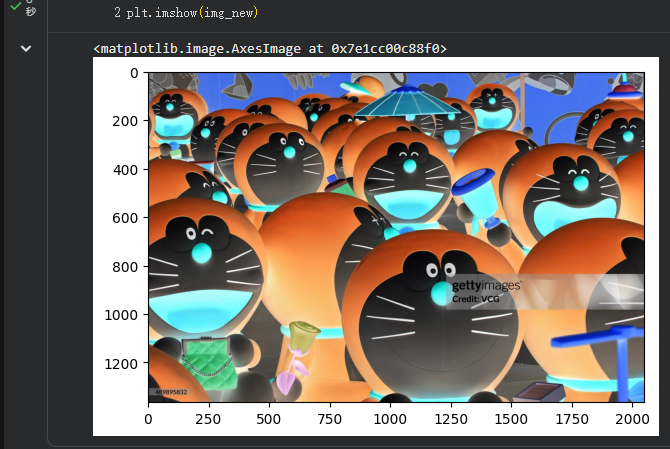 秒
2 plt.imshow(img_new)
<matplotlib.image.AxesImage at 0x7e1cc00c88f0>
0
200
400
600
800
1000
1200
gettyimages®
Credit: VCG
0 250 500 750 1000 1250 1500 1750 2000